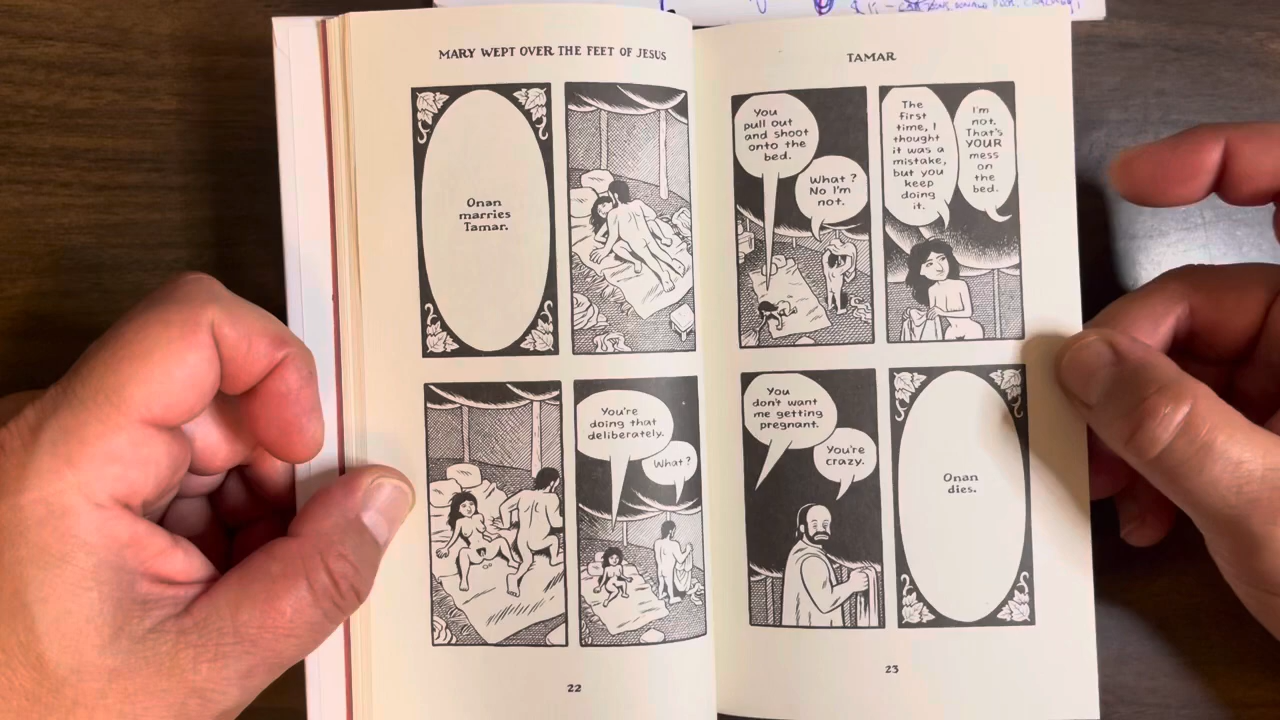 MARY WEPT OVER THE FEET OF JESUS
Onan
marries
Tamar.
You're
doing that
deliberately.
What?
22
TAMAR
You
pull out
and shoot
onto the
bed.
What?
No I'm
not.
The
first
time, I
thought
it was a
mistake,
but you
keep
doing
it.
I'm
not.
That's
YOUR
mess
on
the
bed.
You
don't want
me getting
pregnant.
You're
crazy.
Onan
dies.
23